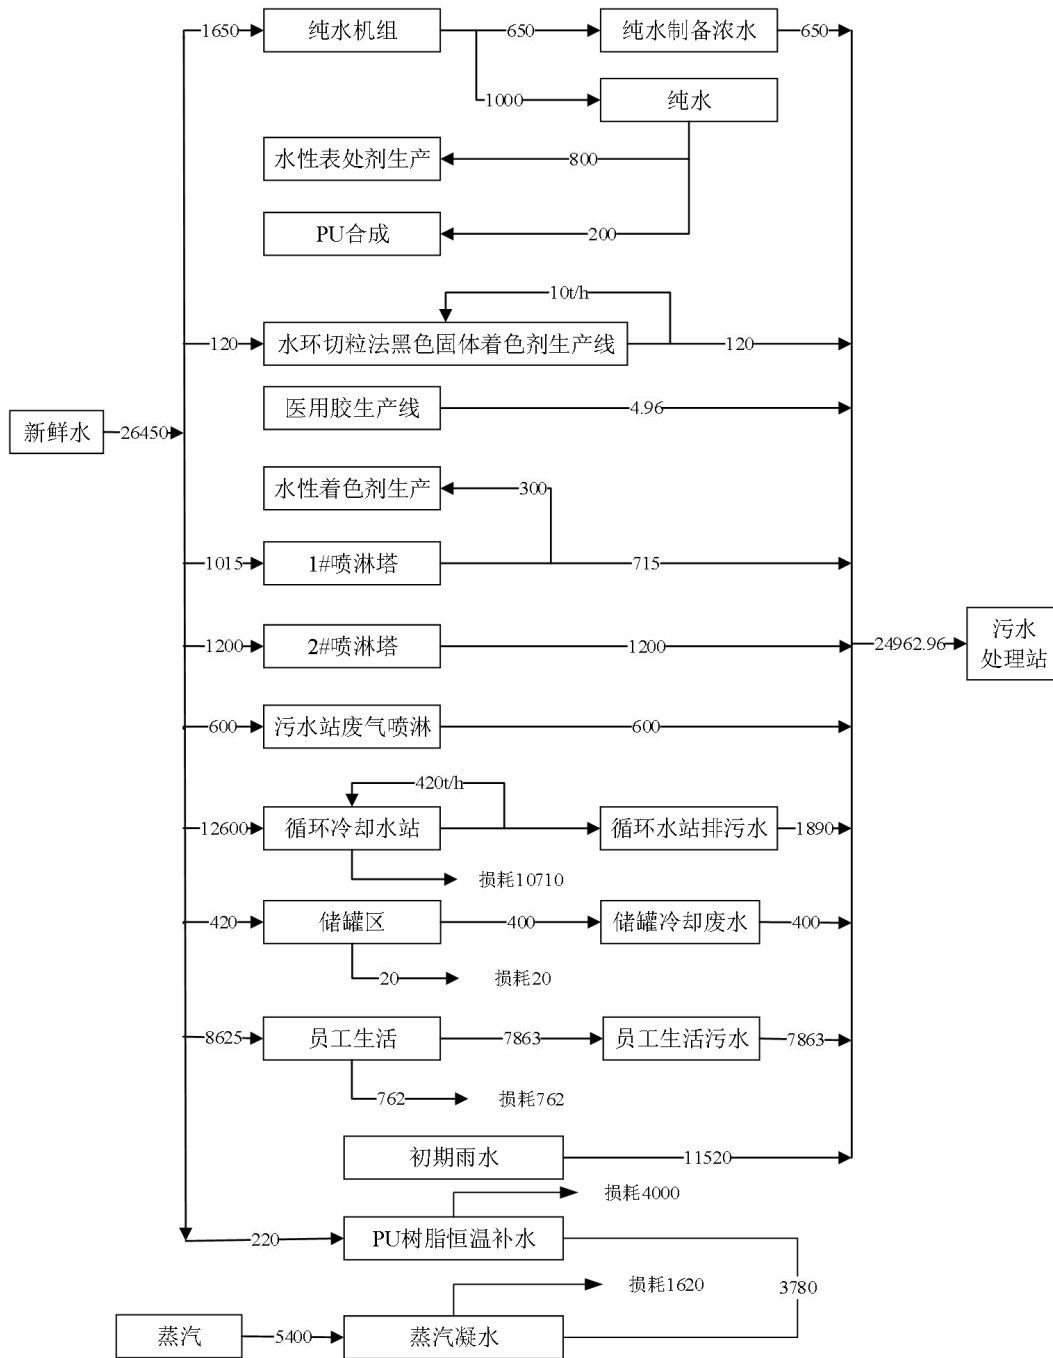 1650
纯水机组
650
纯水制备浓水
650
1000
纯水
水性表处剂生产
800
PU合成
200
10t/h
120
水环切粒法黑色固体着色剂生产线
120
医用胶生产线
4.96
新鲜水
26450
水性着色剂生产
300
1015
1#喷淋塔
715
1200
2#喷淋塔
1200
24962.96
污水
处理站
600
污水站废气喷淋
600
420t/h
12600
循环冷却水站
循环水站排污水
1890
损耗10710
420
储罐区
400
储罐冷却废水
400
20
损耗20
8625
员工生活
7863
员工生活污水
7863
762
损耗762
初期雨水
11520
损耗4000
220
PU树脂恒温补水
3780
损耗1620
蒸汽
5400
蒸汽凝水